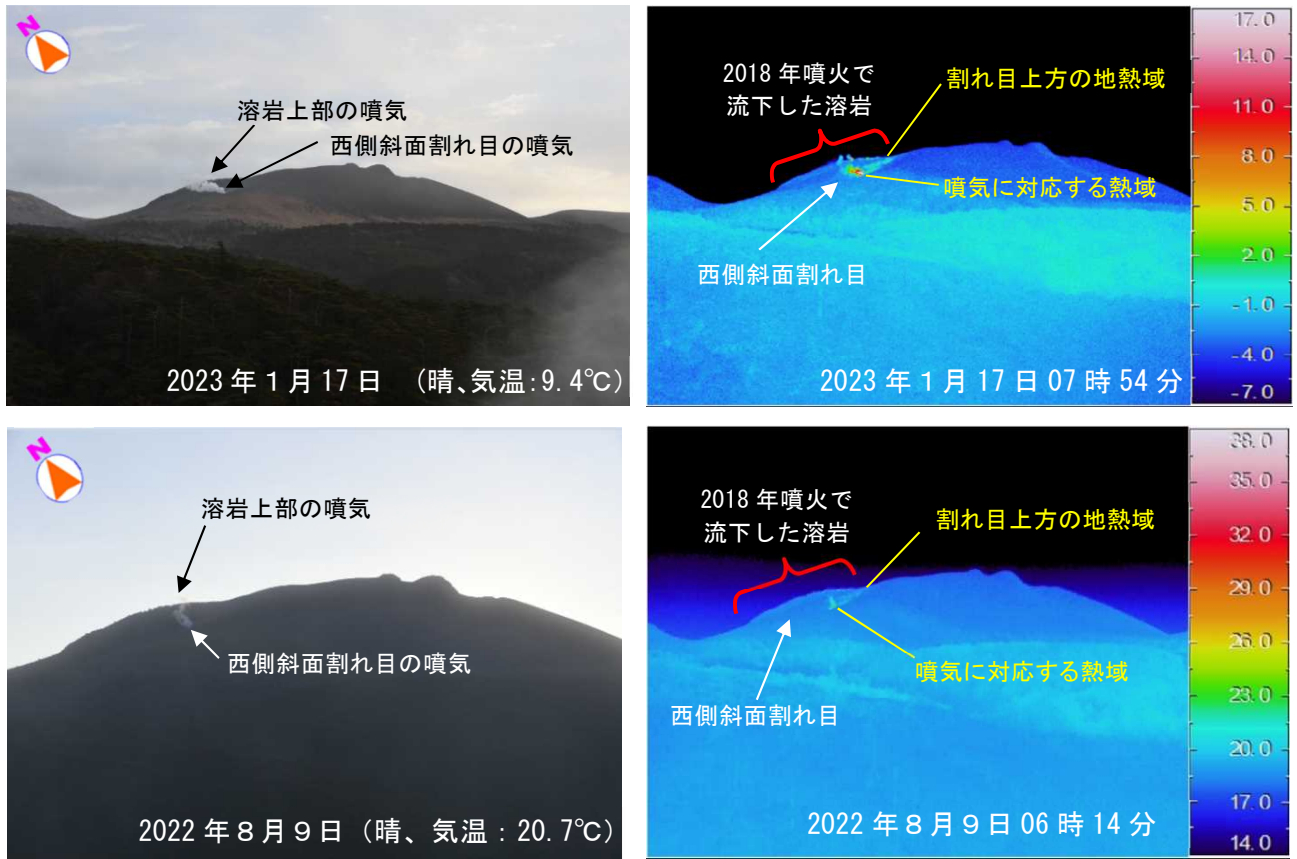 N
溶岩上部の噴気
西側斜面割れ目の噴気
2023年1月17日 (晴、気温:9.4℃)
2018年噴火で
流下した溶岩
割れ目上方の地熱域
噴気に対応する熱域
西側斜面割れ目
2023年1月17日07時54分
17.0
14.0
11.0
8.0
5.0
2.0
-1.0
-4.0
-7.0
N
溶岩上部の噴気
西側斜面割れ目の噴気
2022年8月9日(晴、気温:20.7℃)
2018年噴火で
流下した溶岩
割れ目上方の地熱域
噴気に対応する熱域
西側斜面割れ目
2022年8月9日06時14分
38.0
35.0
32.0
29.0
26.0
23.0
20.0
17.0
14.0